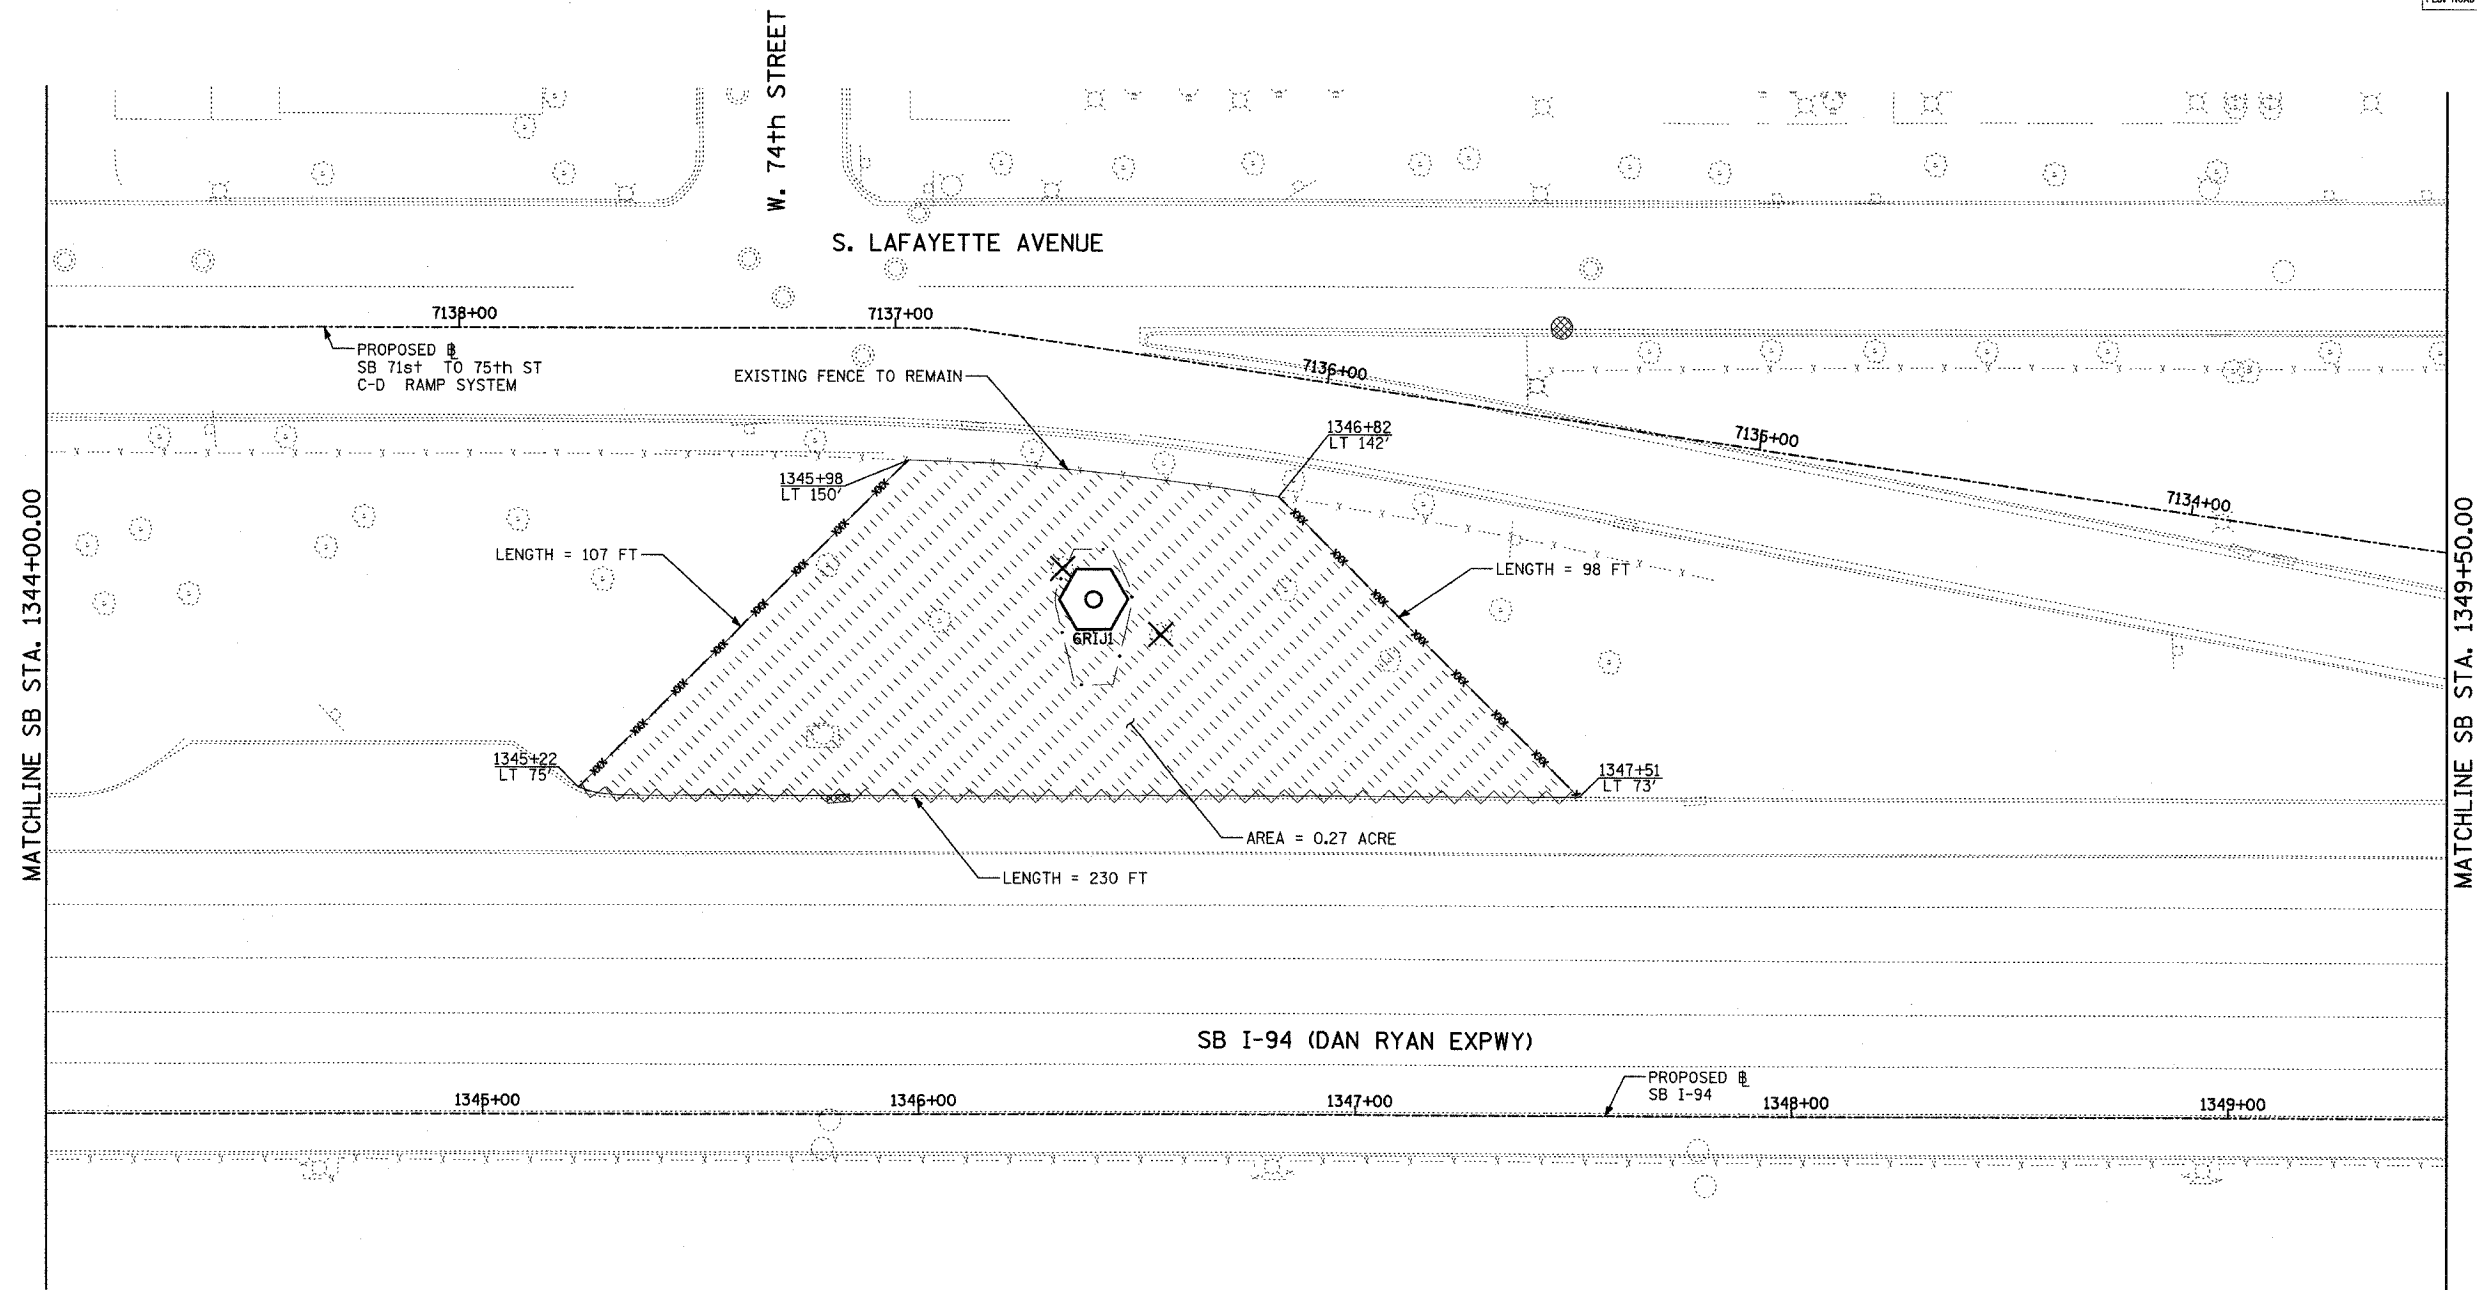 W. 74th STREET
S. LAFAYETTE AVENUE
7138+00
7137+00
PROPOSED ℄
SB 71st TO 75th ST
C-D RAMP SYSTEM
EXISTING FENCE TO REMAIN
7136+00
7135+00
7134+00
1346+82
LT 142'
1345+98
LT 150'
LENGTH = 107 FT
LENGTH = 98 FT
GRIJ1
MATCHLINE SB STA. 1344+00.00
MATCHLINE SB STA. 1349+50.00
1345+22
LT 75'
1347+51
LT 73'
AREA = 0.27 ACRE
LENGTH = 230 FT
SB I-94 (DAN RYAN EXPWY)
PROPOSED
SB I-94
1345+00
1346+00
1347+00
1348+00
1349+00